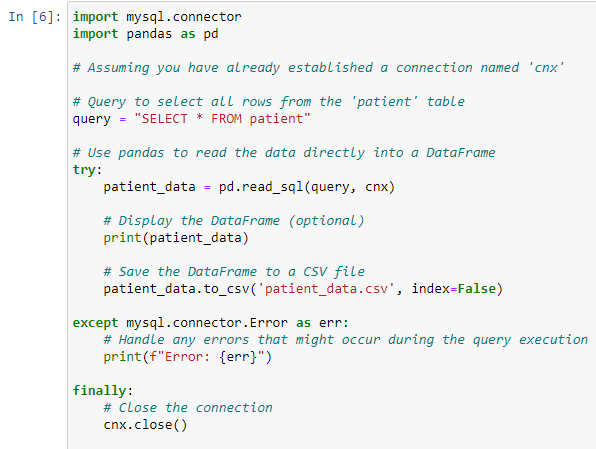 In [6]: import mysql.connector
import pandas as pd
# Assuming you have already established a connection named 'cnx'
# Query to select all rows from the 'patient' table
query = "SELECT * FROM patient"
# Use pandas to read the data directly into a DataFrame
try:
    patient_data = pd.read_sql(query, cnx)
    # Display the DataFrame (optional)
    print(patient_data)
    # Save the DataFrame to a CSV file
    patient_data.to_csv('patient_data.csv', index=False)
except mysql.connector.Error as err:
    # Handle any errors that might occur during the query execution
    print(f"Error: {err}")
finally:
    # Close the connection
    cnx.close()